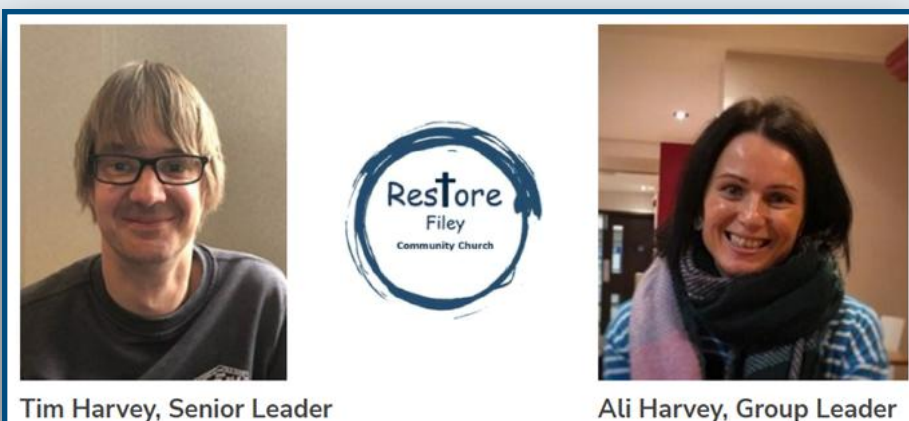 Restore
Filey
Community Church
Tim Harvey, Senior Leader
Ali Harvey, Group Leader